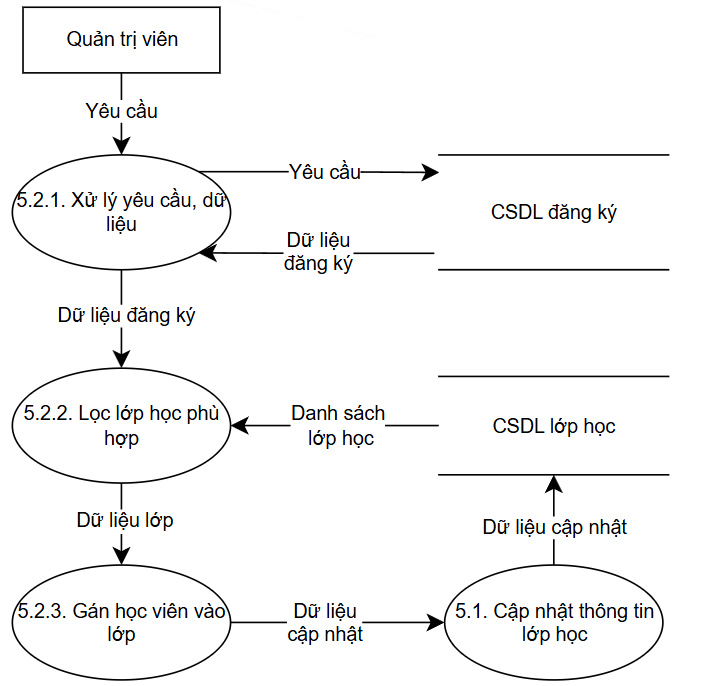 Quản trị viên
Yêu cầu
5.2.1. Xử lý yêu cầu, dữ
liệu
Yêu cầu
CSDL đăng ký
Dữ liệu
đăng ký
Dữ liệu đăng ký
5.2.2. Lọc lớp học phù
hợp
Danh sách
lớp học
CSDL lớp học
Dữ liệu lớp
Dữ liệu cập nhật
5.2.3. Gán học viên vào
lớp
Dữ liệu
cập nhật
5.1. Cập nhật thông tin
lớp học